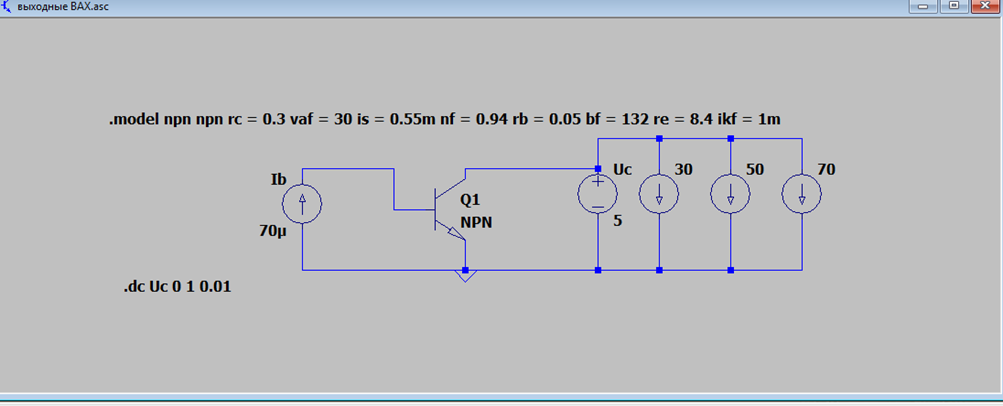 выходные ВАХ.asc
.model npn npn rc = 0.3 vaf = 30 is = 0.55m nf = 0.94 rb = 0.05 bf = 132 re = 8.4 ikf = 1m
Ib
70µ
Q1
NPN
Uc
5
30
50
70
.dc Uc 0 1 0.01